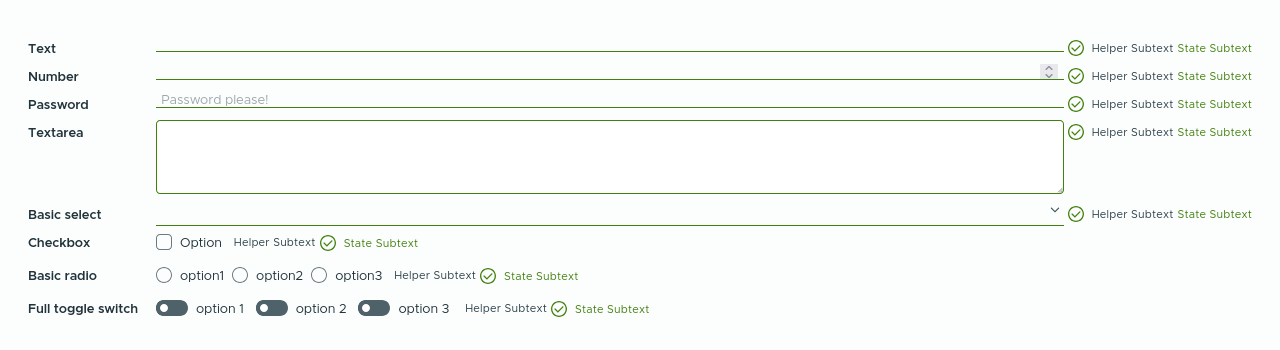 Text Helper Subtext State Subtext
Number Helper Subtext State Subtext
Password Password please! Helper Subtext State Subtext
Textarea Helper Subtext State Subtext
Basic select Helper Subtext State Subtext
Checkbox Option Helper Subtext State Subtext
Basic radio option1 option2 option3 Helper Subtext State Subtext
Full toggle switch option 1 option 2 option 3 Helper Subtext State Subtext